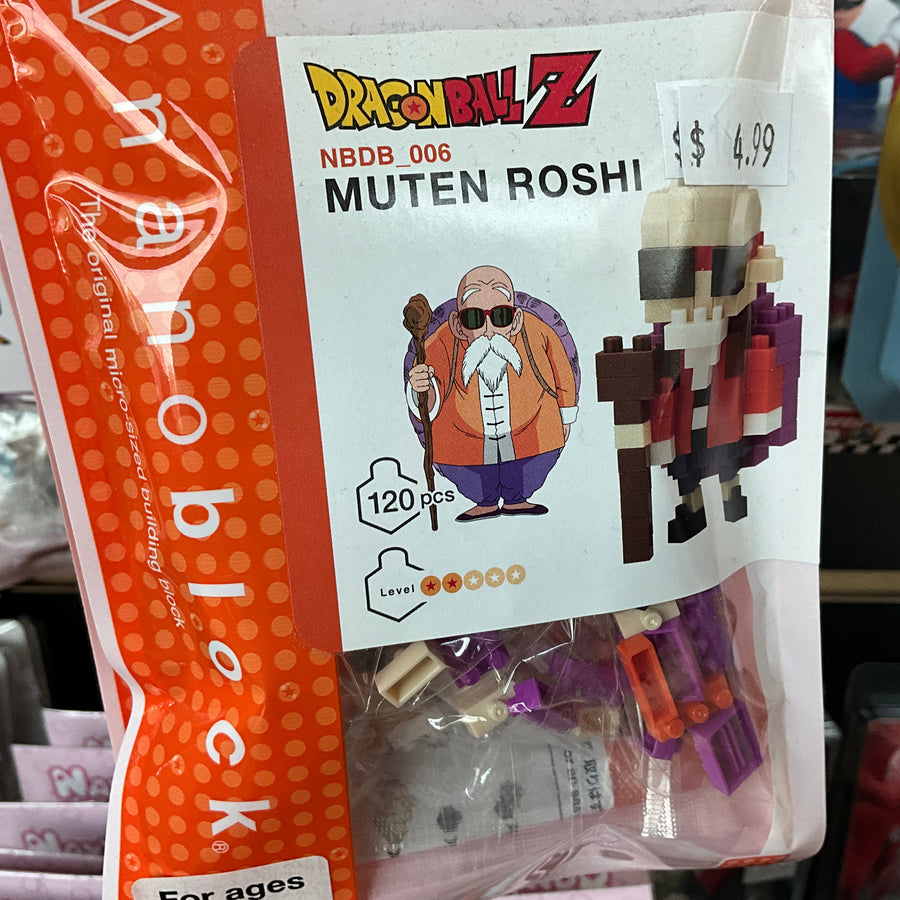 nanoblock®
The original micro-sized building block
DRAGON BALL Z
$$ 4.99
NBDB_006
MUTEN ROSHI
120 pcs
Level
For ages